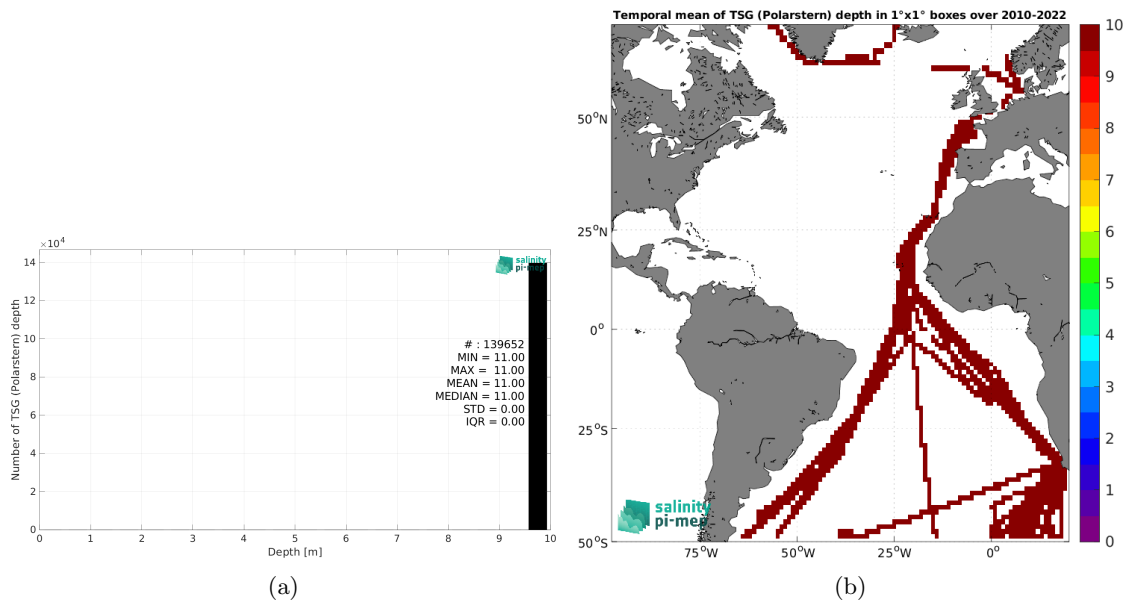 ×10⁴
14
12
10
8
6
4
2
0
Number of TSG (Polarstern) depth
salinity
pi-mep
# : 139652
MIN = 11.00
MAX = 11.00
MEAN = 11.00
MEDIAN = 11.00
STD = 0.00
IQR = 0.00
0 1 2 3 4 5 6 7 8 9 10
Depth [m]
(a)
Temporal mean of TSG (Polarstern) depth in 1°x1° boxes over 2010-2022
50°N
25°N
0°
25°S
50°S
75°W 50°W 25°W 0°
salinity
pi-mep
10
9
8
7
6
5
4
3
2
1
0
(b)